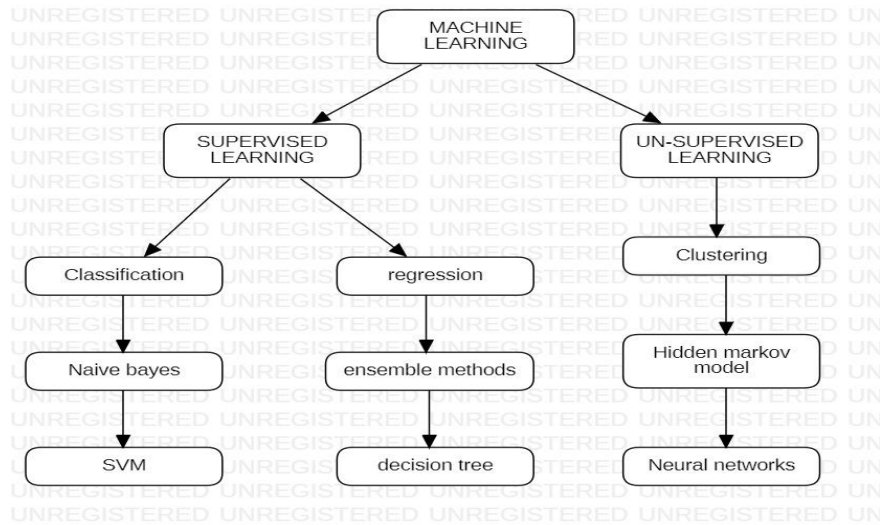 MACHINE
LEARNING
SUPERVISED
LEARNING
UN-SUPERVISED
LEARNING
Classification
regression
Clustering
Naive bayes
ensemble methods
Hidden markov
model
SVM
decision tree
Neural networks
UNREGISTERED UNREGISTERED UNREGISTERED UNREGISTERED UN